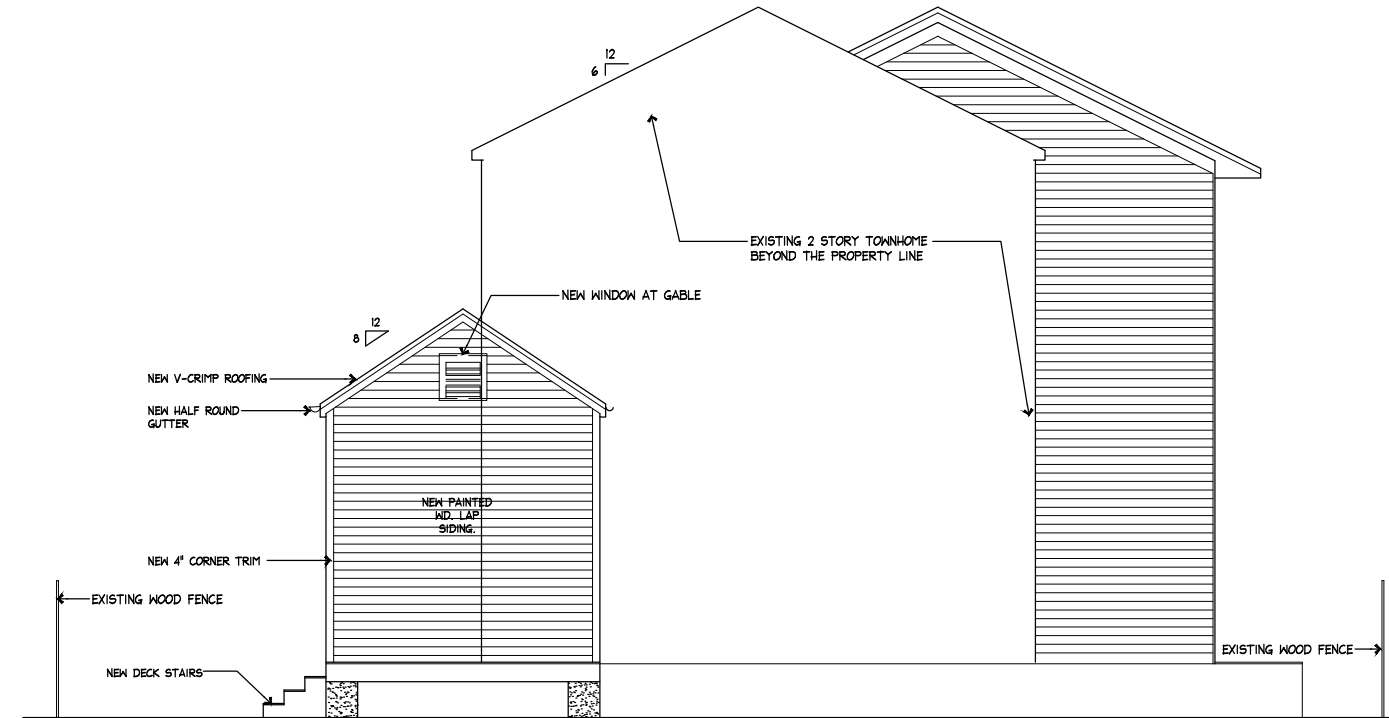 12
6
EXISTING 2 STORY TOWNHOME
BEYOND THE PROPERTY LINE
NEW WINDOW AT GABLE
12
8
NEW V-CRIMP ROOFING
NEW HALF ROUND
GUTTER
NEW PAINTED
WD. LAP
SIDING.
NEW 4" CORNER TRIM
EXISTING WOOD FENCE
EXISTING WOOD FENCE
NEW DECK STAIRS